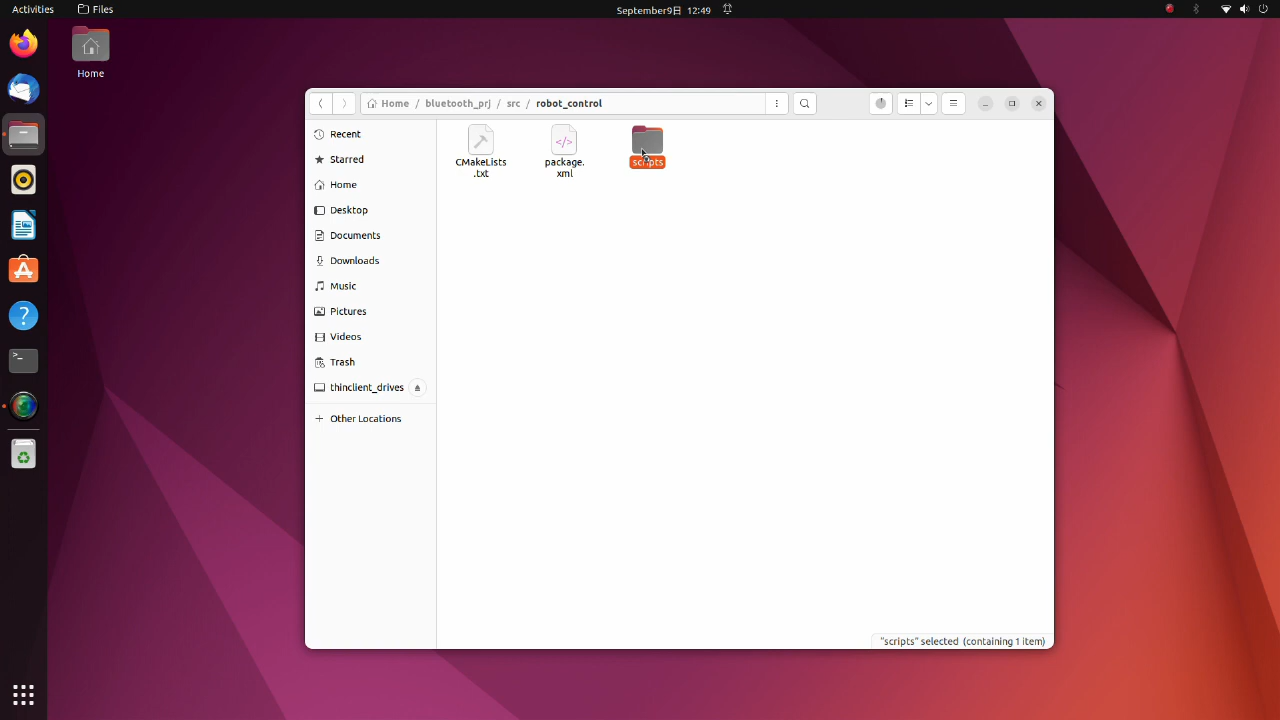 Activities
Files
September9日 12:49
Home
Home / bluetooth_prj / src / robot_control
Recent
Starred
Home
Desktop
Documents
Downloads
Music
Pictures
Videos
Trash
thinclient_drives
+ Other Locations
CMakeLists
.txt
package.
xml
scripts
"scripts" selected (containing 1 item)